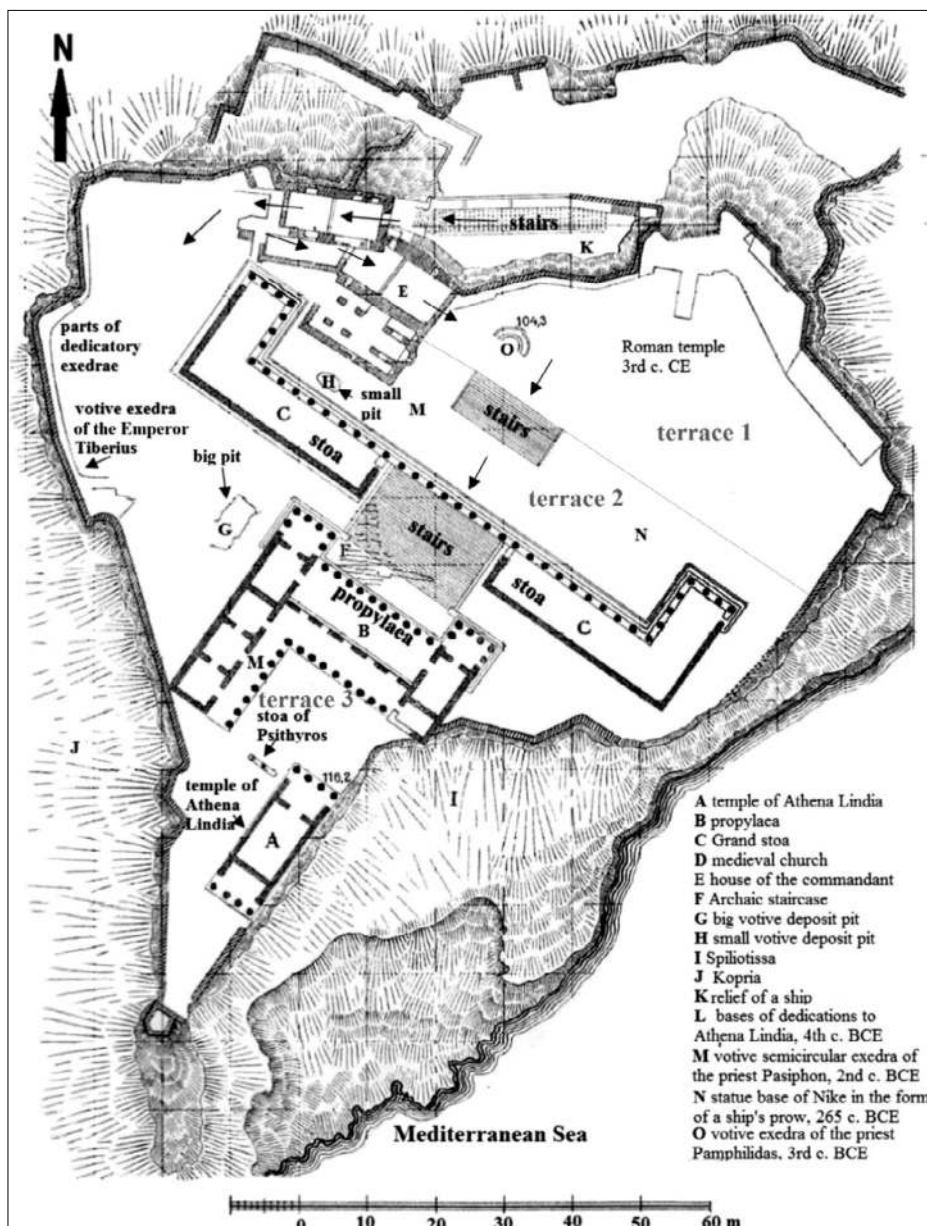 N
stairs
K
E
104,3
O
parts of
dedicatory
exedrae
Roman temple
3rd c. CE
H
small
pit
M
stairs
terrace 1
votive exedra
of the Emperor
Tiberius
C
stoa
big pit
terrace 2
G
F
stairs
N
propylaea
B
stoa
C
M
terrace 3
stoa of
Psithyros
J
116,2
I
temple of
Athena
Lindia
A
A temple of Athena Lindia
B propylaea
C Grand stoa
D medieval church
E house of the commandant
F Archaic staircase
G big votive deposit pit
H small votive deposit pit
I Spiliotissa
J Kopria
K relief of a ship
L bases of dedications to
Athena Lindia, 4th c. BCE
M votive semicircular exedra of
the priest Pasiphon, 2nd c. BCE
N statue base of Nike in the form
of a ship's prow, 265 c. BCE
O votive exedra of the priest
Pamphilidas, 3rd c. BCE
Mediterranean Sea
0 10 20 30 40 50 60 m